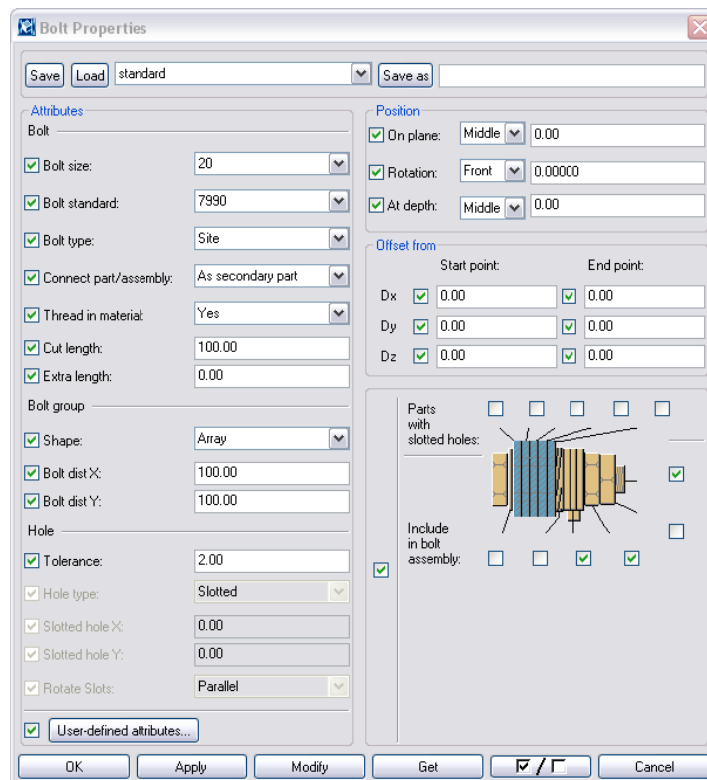 Bolt Properties
Save Load standard Save as
Attributes
Bolt
Bolt size: 20
Bolt standard: 7990
Bolt type: Site
Connect part/assembly: As secondary part
Thread in material: Yes
Cut length: 100.00
Extra length: 0.00
Bolt group
Shape: Array
Bolt dist X: 100.00
Bolt dist Y: 100.00
Hole
Tolerance: 2.00
Hole type: Slotted
Slotted hole X: 0.00
Slotted hole Y: 0.00
Rotate Slots: Parallel
User-defined attributes...
Position
On plane: Middle 0.00
Rotation: Front 0.00000
At depth: Middle 0.00
Offset from
Start point: End point:
Dx 0.00 0.00
Dy 0.00 0.00
Dz 0.00 0.00
Parts
with
slotted holes:
Include
in bolt
assembly:
OK Apply Modify Get / Cancel